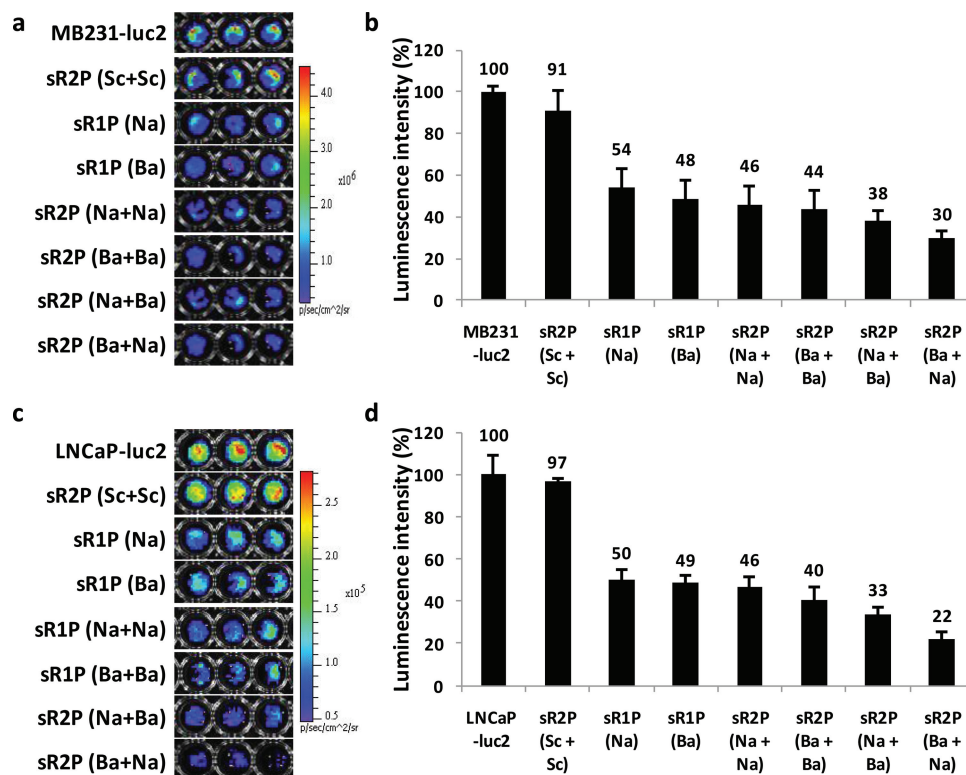 a
MB231-luc2
sR2P (Sc+Sc)
sR1P (Na)
sR1P (Ba)
sR2P (Na+Na)
sR2P (Ba+Ba)
sR2P (Na+Ba)
sR2P (Ba+Na)
4.0
3.0
x10^6
2.0
1.0
p/sec/cm^2/sr
b
Luminescence intensity (%)
120
100
80
60
40
20
0
100
91
54
48
46
44
38
30
MB231
-luc2
sR2P
(Sc +
Sc)
sR1P
(Na)
sR1P
(Ba)
sR2P
(Na +
Na)
sR2P
(Ba +
Ba)
sR2P
(Na +
Ba)
sR2P
(Ba +
Na)
c
LNCaP-luc2
sR2P (Sc+Sc)
sR1P (Na)
sR1P (Ba)
sR1P (Na+Na)
sR1P (Ba+Ba)
sR2P (Na+Ba)
sR2P (Ba+Na)
2.5
2.0
x10^5
1.5
1.0
0.5
p/sec/cm^2/sr
d
Luminescence intensity (%)
120
100
80
60
40
20
0
100
97
50
49
46
40
33
22
LNCaP
-luc2
sR2P
(Sc +
Sc)
sR1P
(Na)
sR1P
(Ba)
sR2P
(Na +
Na)
sR2P
(Ba +
Ba)
sR2P
(Na +
Ba)
sR2P
(Ba +
Na)